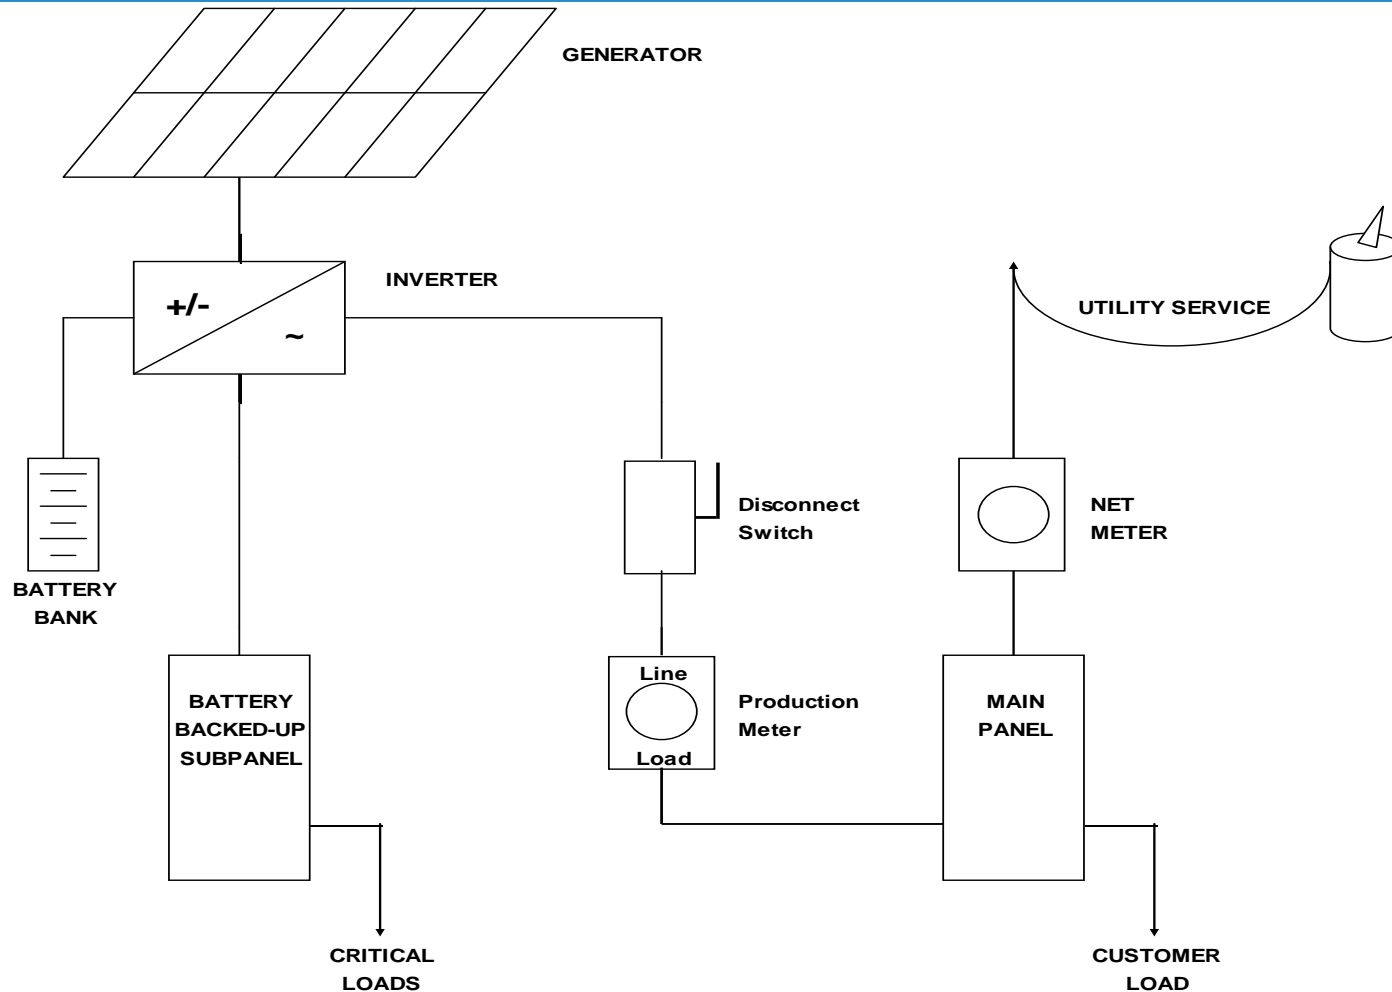 GENERATOR
INVERTER
+/-
~
UTILITY SERVICE
Disconnect
Switch
NET
METER
BATTERY
BANK
BATTERY
BACKED-UP
SUBPANEL
Line
Load
Production
Meter
MAIN
PANEL
CRITICAL
LOADS
CUSTOMER
LOAD